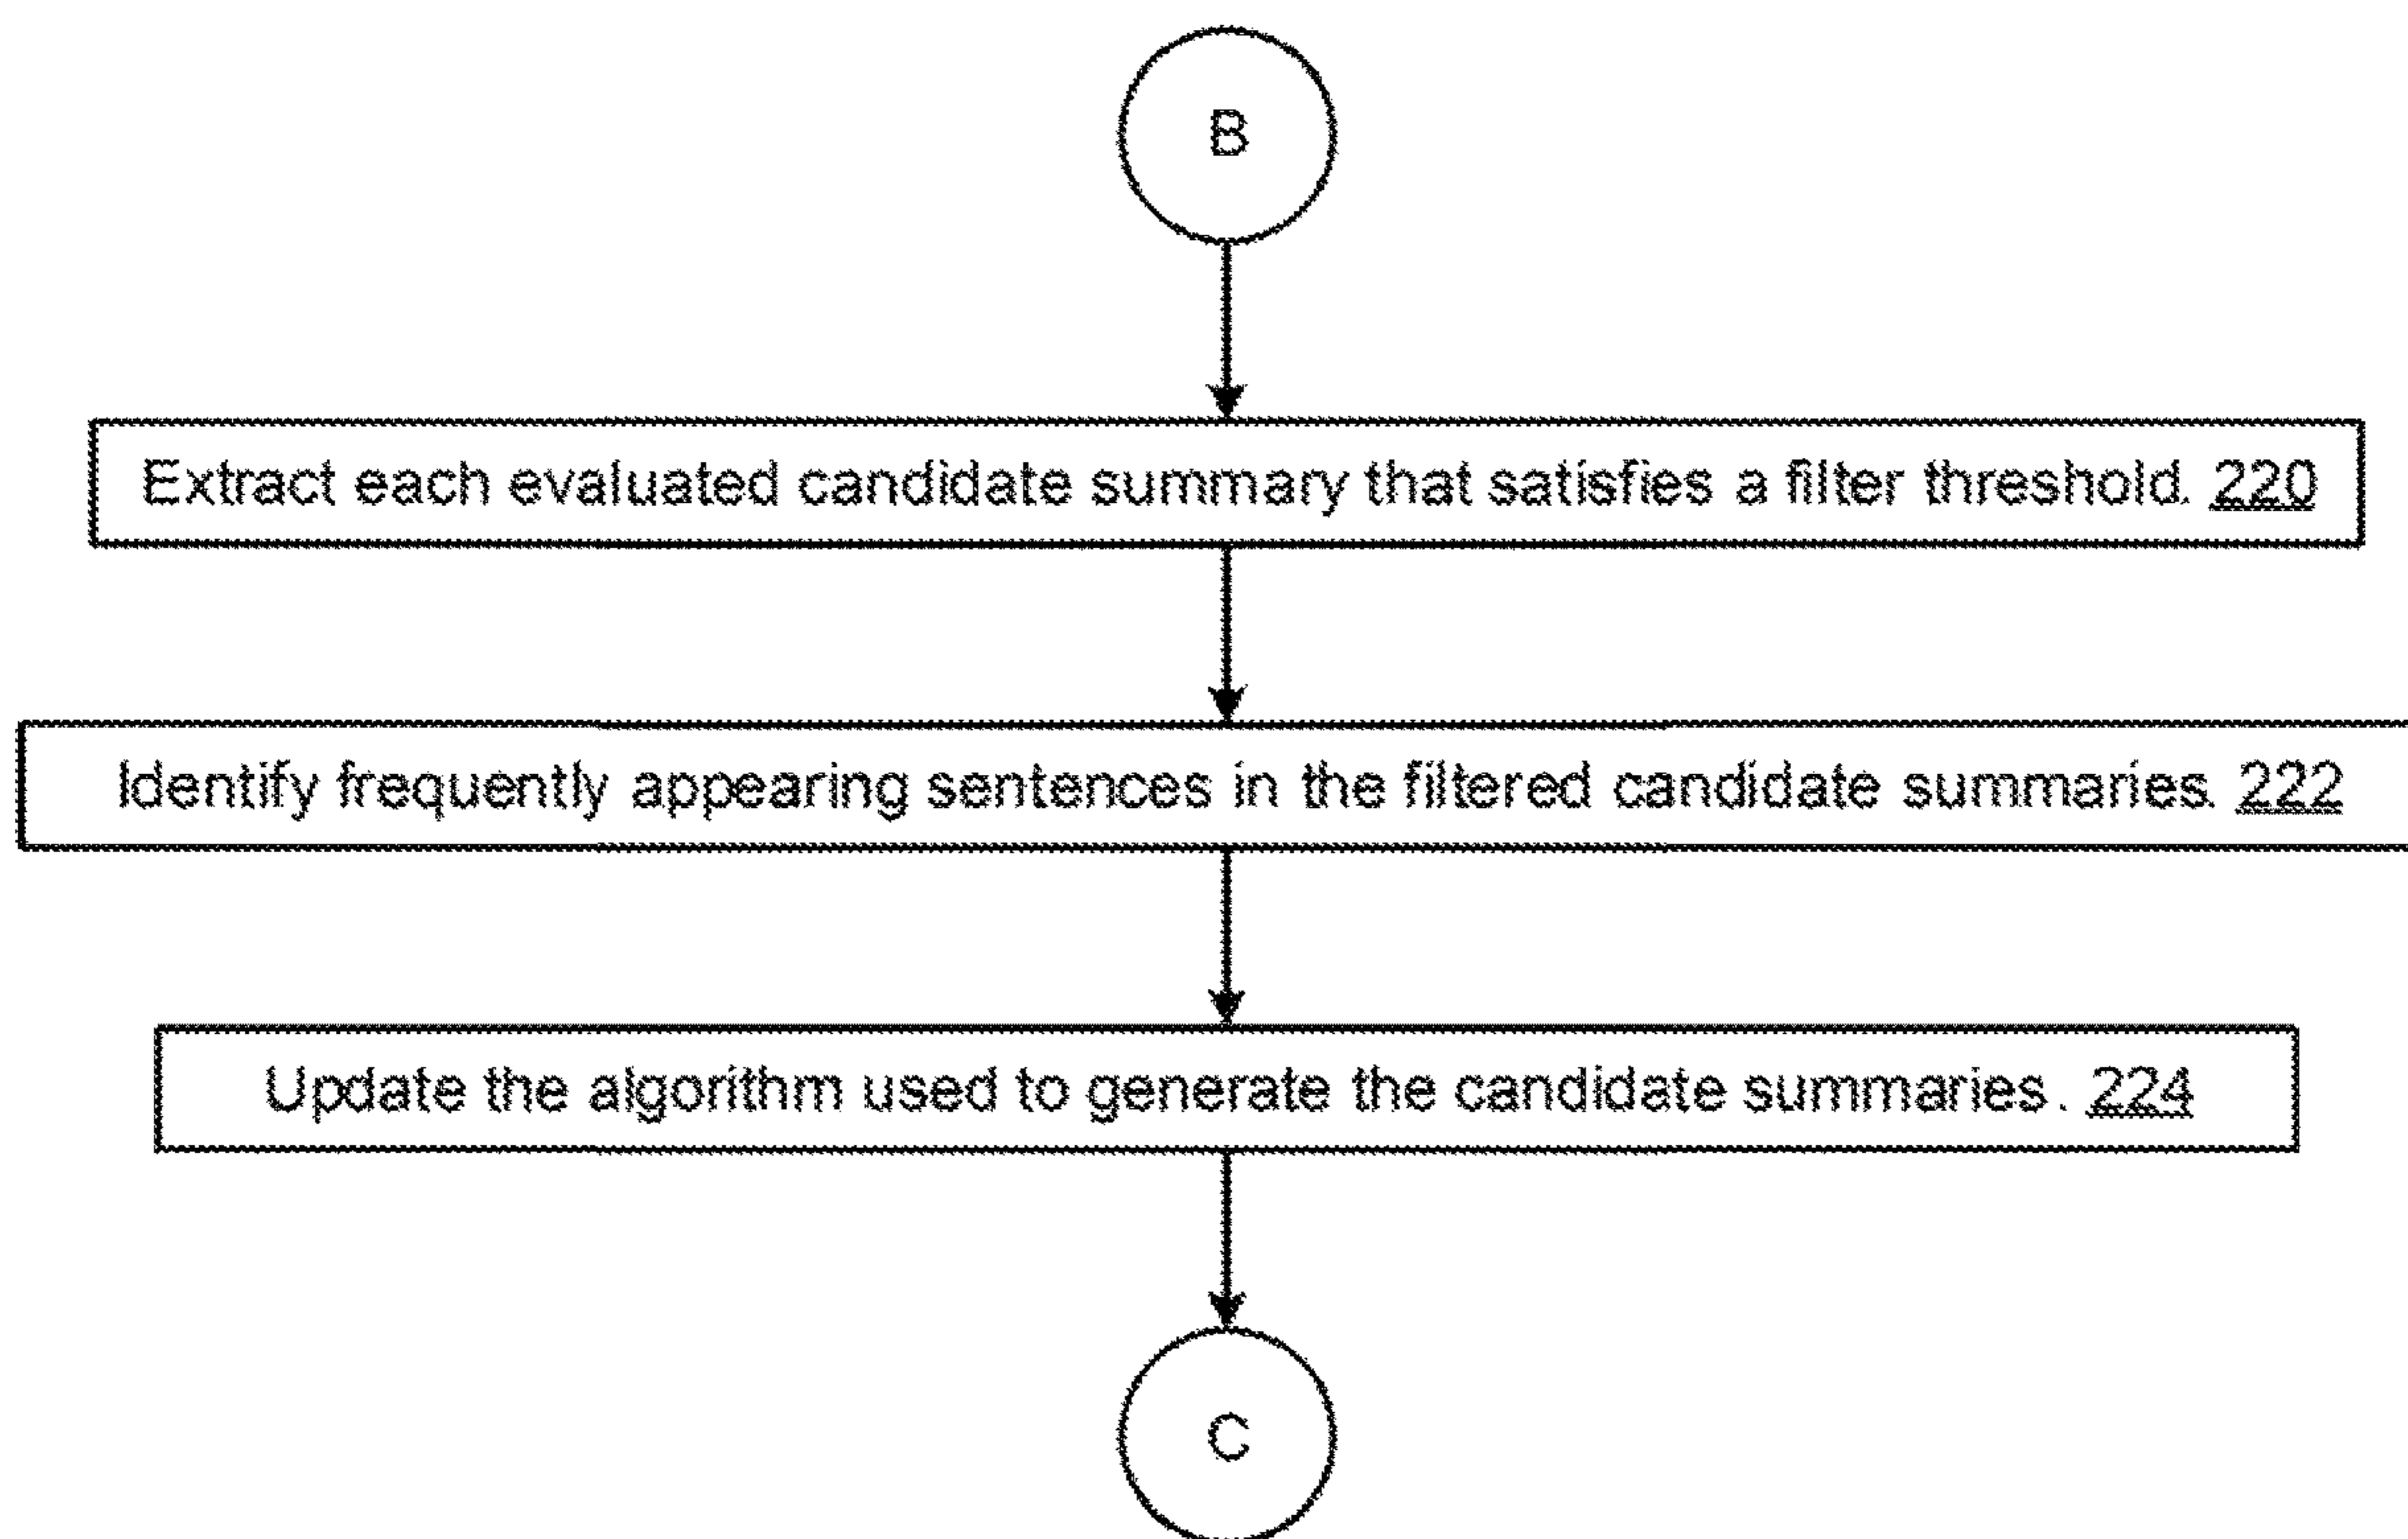 B
Extract each evaluated candidate summary that satisfies a filter threshold. 220
Identify frequently appearing sentences in the filtered candidate summaries. 222
Update the algorithm used to generate the candidate summaries. 224
C